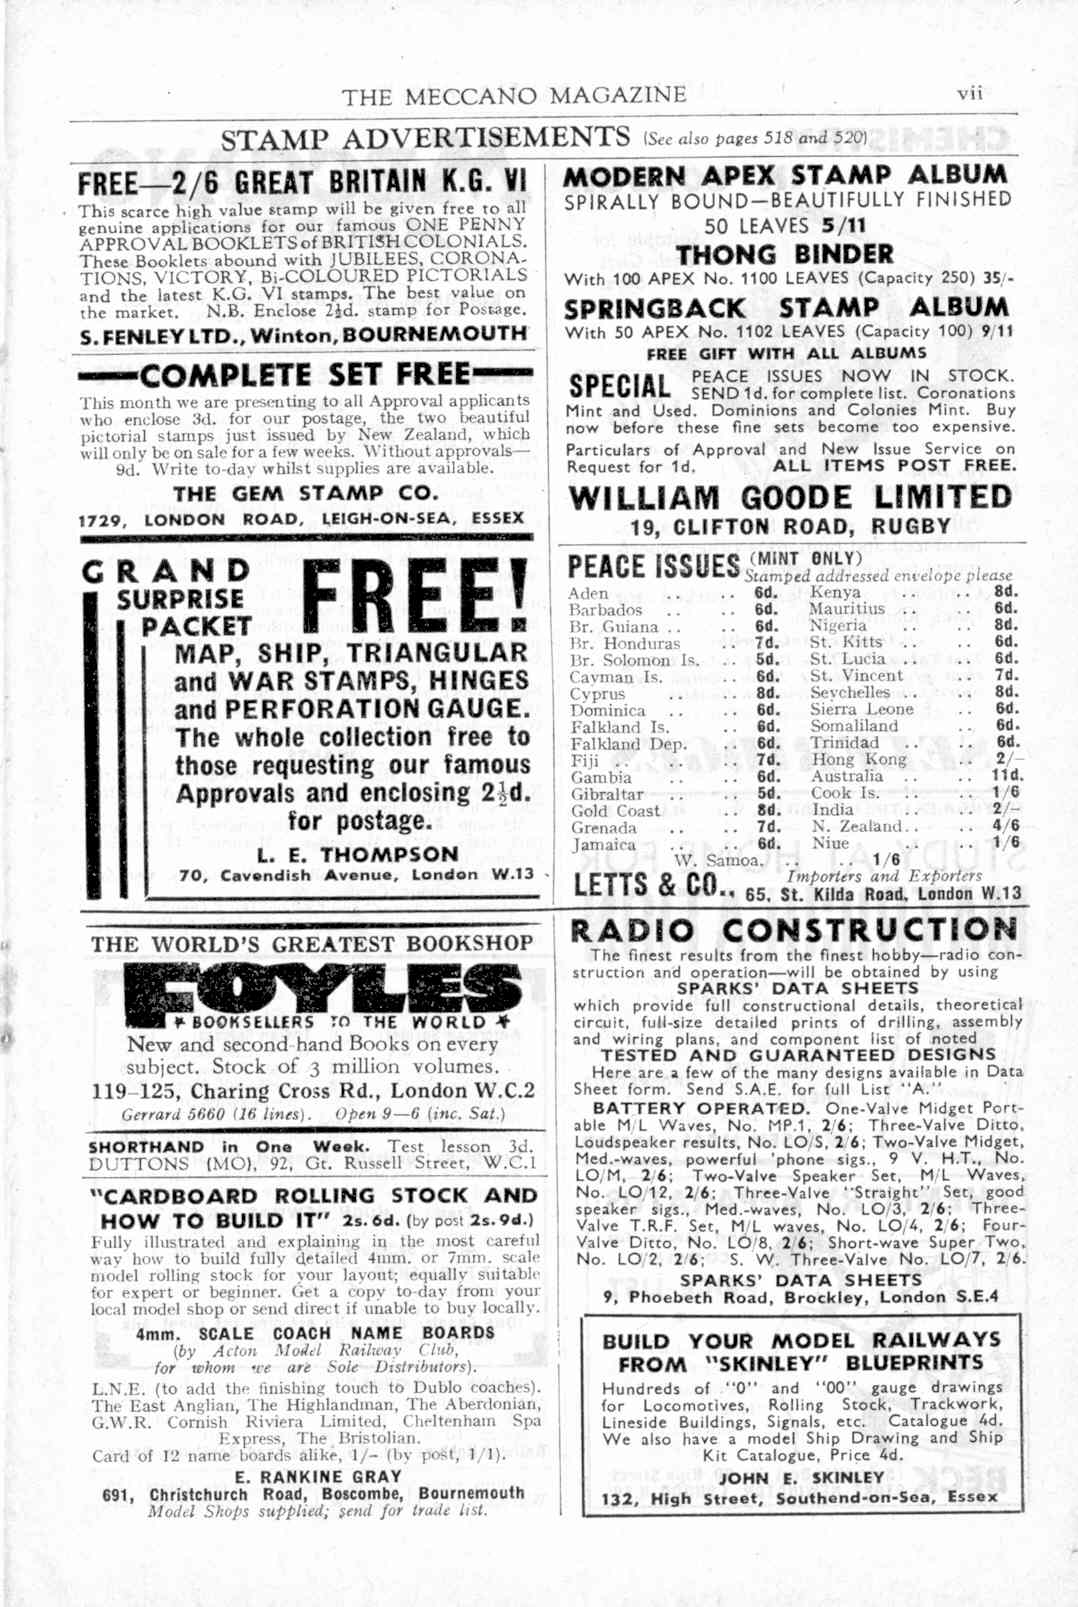 THE MECCANO MAGAZINE
vii
STAMP ADVERTISEMENTS (See also pages 518 and 520)
FREE—2/6 GREAT BRITAIN K.G. VI
This scarce high value stamp will be given free to all
genuine applications for our famous ONE PENNY
APPROVAL BOOKLETS of BRITISH COLONIALS.
These Booklets abound with JUBILEES, CORONA-
TIONS, VICTORY, Bi-COLOURED PICTORIALS
and the latest K.G. VI stamps. The best value on
the market. N.B. Enclose 2½d. stamp for Postage.
S. FENLEY LTD., Winton, BOURNEMOUTH
—COMPLETE SET FREE—
This month we are presenting to all Approval applicants
who enclose 3d. for our postage, the two beautiful
pictorial stamps just issued by New Zealand, which
will only be on sale for a few weeks. Without approvals—
9d. Write to-day whilst supplies are available.
THE GEM STAMP CO.
1729, LONDON ROAD, LEIGH-ON-SEA, ESSEX
GRAND
SURPRISE
PACKET
FREE!
MAP, SHIP, TRIANGULAR
and WAR STAMPS, HINGES
and PERFORATION GAUGE.
The whole collection free to
those requesting our famous
Approvals and enclosing 2½d.
for postage.
L. E. THOMPSON
70, Cavendish Avenue, London W.13
THE WORLD'S GREATEST BOOKSHOP
FOYLES
★ BOOKSELLERS TO THE WORLD ★
New and second-hand Books on every
subject. Stock of 3 million volumes.
119-125, Charing Cross Rd., London W.C.2
Gerrard 5660 (16 lines). Open 9—6 (inc. Sat.)
SHORTHAND in One Week. Test lesson 3d.
DUTTONS (MO), 92, Gt. Russell Street, W.C.1
"CARDBOARD ROLLING STOCK AND
HOW TO BUILD IT" 2s. 6d. (by post 2s. 9d.)
Fully illustrated and explaining in the most careful
way how to build fully detailed 4mm. or 7mm. scale
model rolling stock for your layout; equally suitable
for expert or beginner. Get a copy to-day from your
local model shop or send direct if unable to buy locally.
4mm. SCALE COACH NAME BOARDS
(by Acton Model Railway Club,
for whom we are Sole Distributors).
L.N.E. (to add the finishing touch to Dublo coaches).
The East Anglian, The Highlandman, The Aberdonian,
G.W.R. Cornish Riviera Limited, Cheltenham Spa
Express, The Bristolian.
Card of 12 name boards alike, 1/- (by post, 1/1).
E. RANKINE GRAY
691, Christchurch Road, Boscombe, Bournemouth
Model Shops supplied; send for trade list.
MODERN APEX STAMP ALBUM
SPIRALLY BOUND—BEAUTIFULLY FINISHED
50 LEAVES 5/11
THONG BINDER
With 100 APEX No. 1100 LEAVES (Capacity 250) 35/-
SPRINGBACK STAMP ALBUM
With 50 APEX No. 1102 LEAVES (Capacity 100) 9/11
FREE GIFT WITH ALL ALBUMS
SPECIAL PEACE ISSUES NOW IN STOCK.
SEND 1d. for complete list. Coronations
Mint and Used. Dominions and Colonies Mint. Buy
now before these fine sets become too expensive.
Particulars of Approval and New Issue Service on
Request for 1d. ALL ITEMS POST FREE.
WILLIAM GOODE LIMITED
19, CLIFTON ROAD, RUGBY
PEACE ISSUES (MINT ONLY)
Stamped addressed envelope please
Aden .. 6d. Kenya .. .. 8d.
Barbados .. .. 6d. Mauritius .. .. 6d.
Br. Guiana .. .. 6d. Nigeria .. 8d.
Br. Honduras .. 7d. St. Kitts .. .. 6d.
Br. Solomon Is. .. 5d. St. Lucia .. .. 6d.
Cayman Is. .. 6d. St. Vincent .. 7d.
Cyprus .. .. 8d. Seychelles .. .. 8d.
Dominica .. .. 6d. Sierra Leone .. 6d.
Falkland Is. .. 6d. Somaliland .. 6d.
Falkland Dep. .. 6d. Trinidad .. .. 6d.
Fiji .. .. 7d. Hong Kong .. 2/-
Gambia .. .. 6d. Australia .. .. 11d.
Gibraltar .. .. 5d. Cook Is. .. .. 1/6
Gold Coast .. 8d. India .. .. 2/-
Grenada .. .. 7d. N. Zealand .. .. 4/6
Jamaica .. .. 6d. Niue .. .. 1/6
W. Samoa. .. .. 1/6
LETTS & CO., Importers and Exporters
65, St. Kilda Road, London W.13
RADIO CONSTRUCTION
The finest results from the finest hobby—radio con-
struction and operation—will be obtained by using
SPARKS' DATA SHEETS
which provide full constructional details, theoretical
circuit, full-size detailed prints of drilling, assembly
and wiring plans, and component list of noted
TESTED AND GUARANTEED DESIGNS
Here are a few of the many designs available in Data
Sheet form. Send S.A.E. for full List "A."
BATTERY OPERATED. One-Valve Midget Port-
able M/L Waves, No. MP.1, 2/6; Three-Valve Ditto,
Loudspeaker results, No. LO/S, 2/6; Two-Valve Midget,
Med.-waves, powerful 'phone sigs., 9 V. H.T., No.
LO/M, 2/6; Two-Valve Speaker Set, M/L Waves,
No. LO/12, 2/6; Three-Valve "Straight" Set, good
speaker sigs., Med.-waves, No. LO/3, 2/6; Three-
Valve T.R.F. Set, M/L waves, No. LO/4, 2/6; Four-
Valve Ditto, No. LO/8, 2/6; Short-wave Super Two,
No. LO/2, 2/6; S. W. Three-Valve No. LO/7, 2/6.
SPARKS' DATA SHEETS
9, Phoebeth Road, Brockley, London S.E.4
BUILD YOUR MODEL RAILWAYS
FROM "SKINLEY" BLUEPRINTS
Hundreds of "0" and "00" gauge drawings
for Locomotives, Rolling Stock, Trackwork,
Lineside Buildings, Signals, etc. Catalogue 4d.
We also have a model Ship Drawing and Ship
Kit Catalogue, Price 4d.
JOHN E. SKINLEY
132, High Street, Southend-on-Sea, Essex